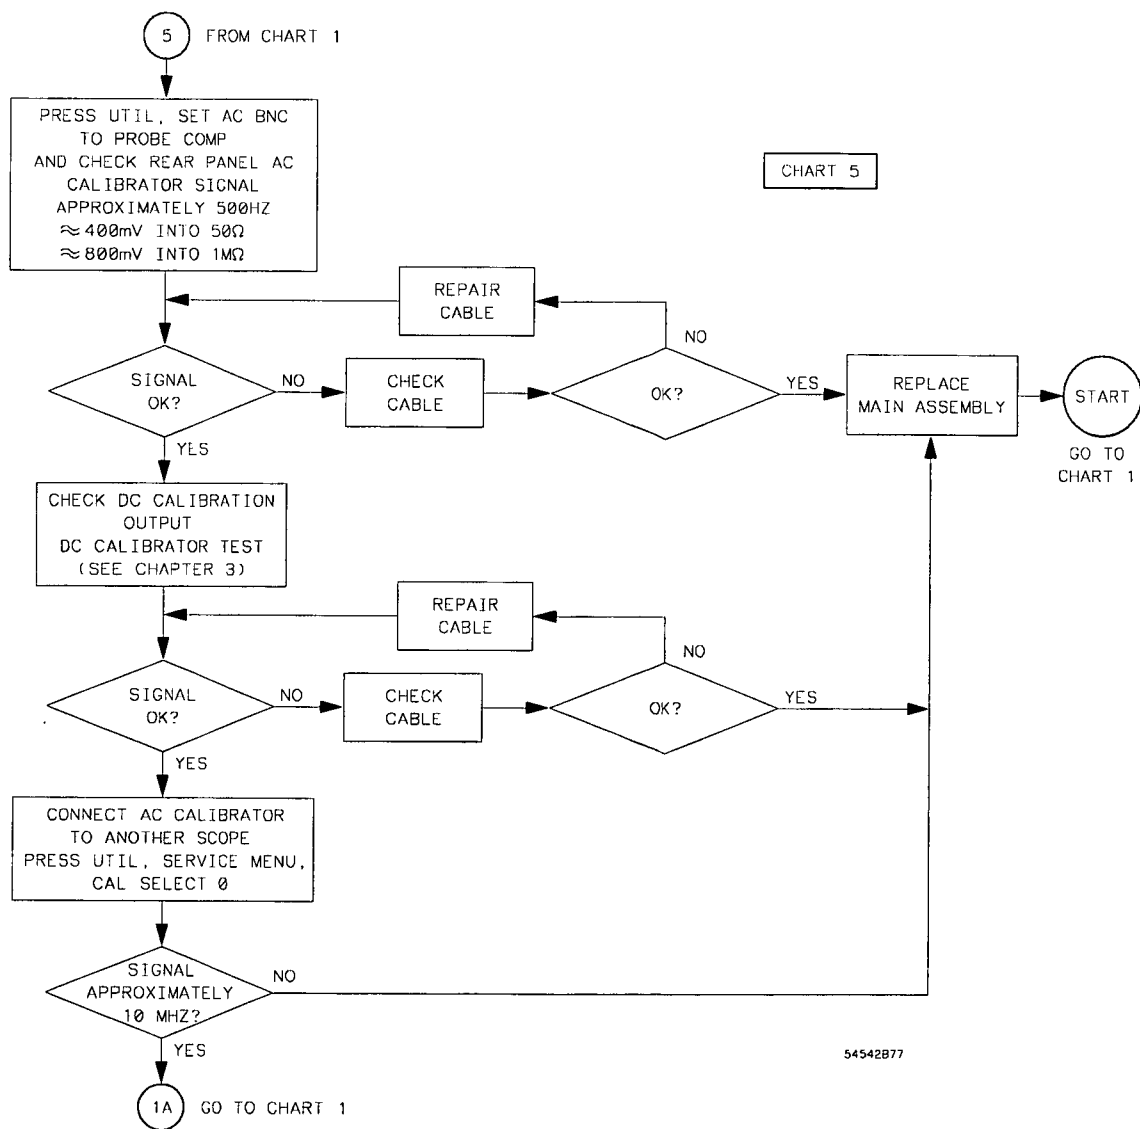 5 FROM CHART 1
PRESS UTIL, SET AC BNC
TO PROBE COMP
AND CHECK REAR PANEL AC
CALIBRATOR SIGNAL
APPROXIMATELY 500HZ
≈400mV INTO 50Ω
≈800mV INTO 1MΩ
CHART 5
REPAIR
CABLE
SIGNAL
OK?
NO
CHECK
CABLE
NO
OK?
YES
REPLACE
MAIN ASSEMBLY
START
GO TO
CHART 1
YES
CHECK DC CALIBRATION
OUTPUT
DC CALIBRATOR TEST
(SEE CHAPTER 3)
REPAIR
CABLE
SIGNAL
OK?
NO
CHECK
CABLE
NO
OK?
YES
YES
CONNECT AC CALIBRATOR
TO ANOTHER SCOPE
PRESS UTIL, SERVICE MENU,
CAL SELECT 0
SIGNAL
APPROXIMATELY
10 MHZ?
NO
YES
54542B77
1A GO TO CHART 1